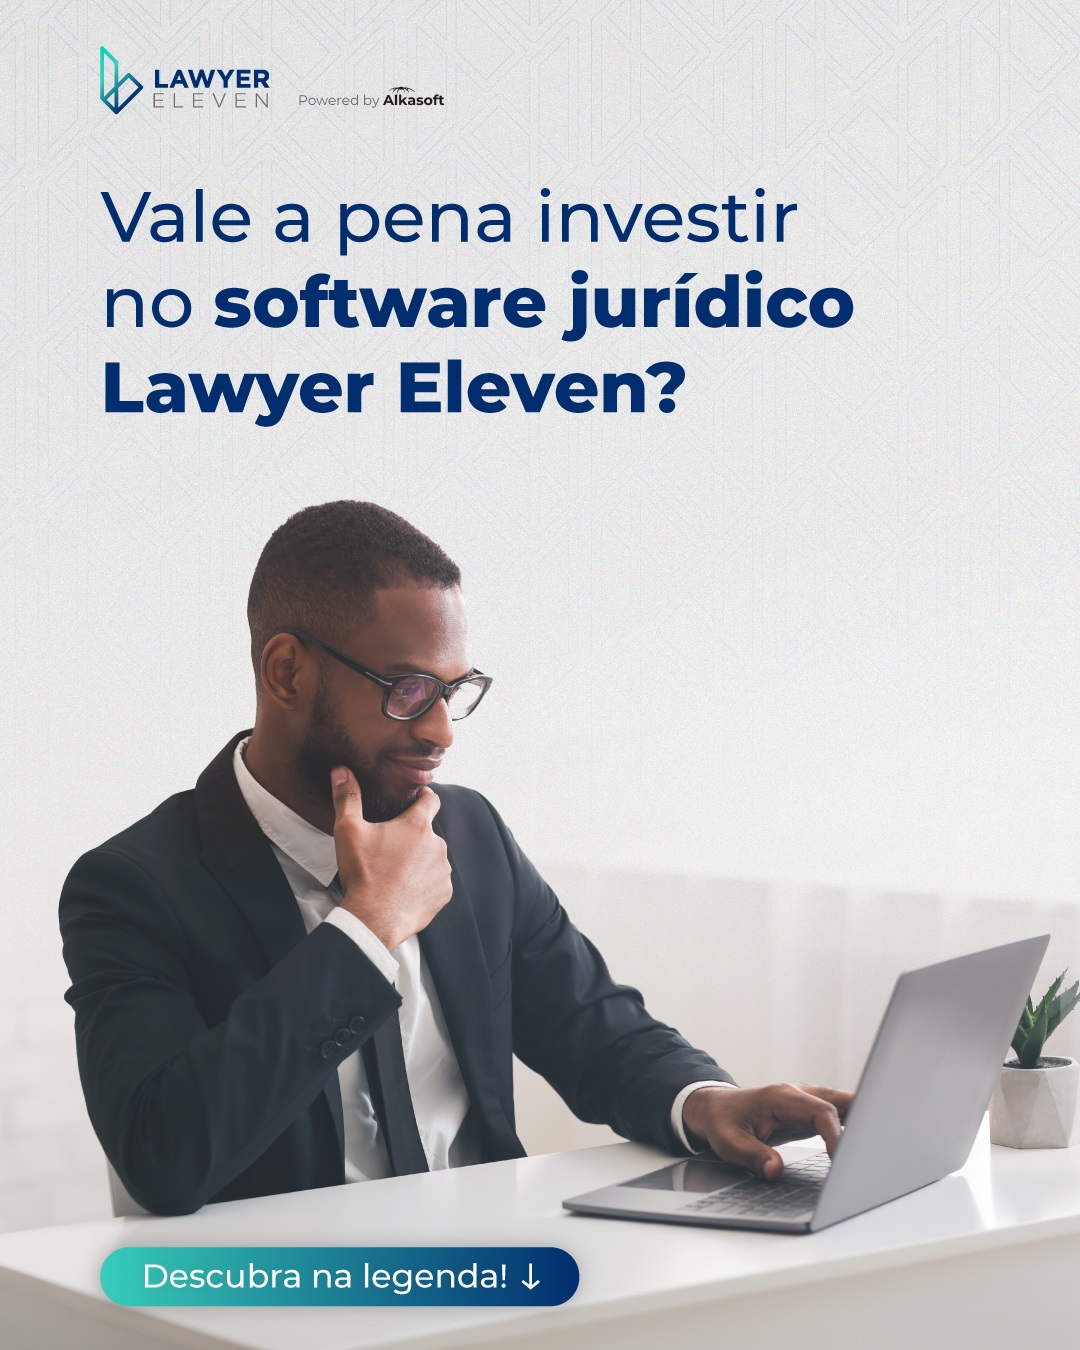 LAWYER
ELEVEN
Powered by Alkasoft
Vale a pena investir
no software jurídico
Lawyer Eleven?
Descubra na legenda! ↓